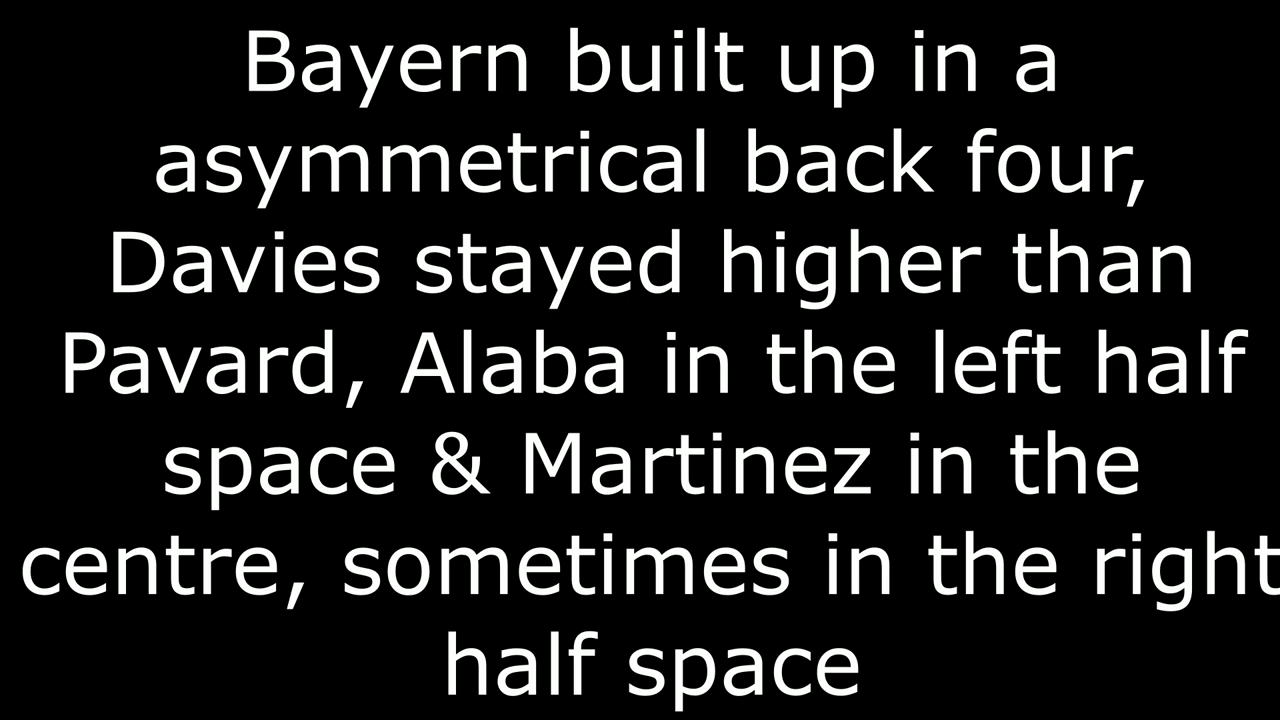 Bayern built up in a
asymmetrical back four,
Davies stayed higher than
Pavard, Alaba in the left half
space & Martinez in the
centre, sometimes in the right
half space